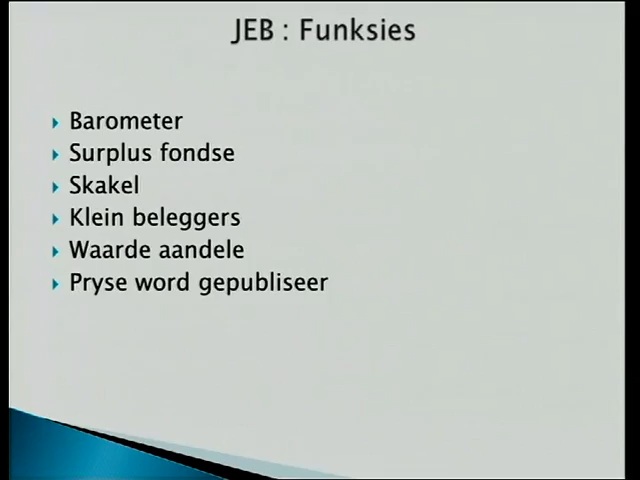 JEB : Funksies
Barometer
Surplus fondse
Skakel
Klein beleggers
Waarde aandele
Pryse word gepubliseer